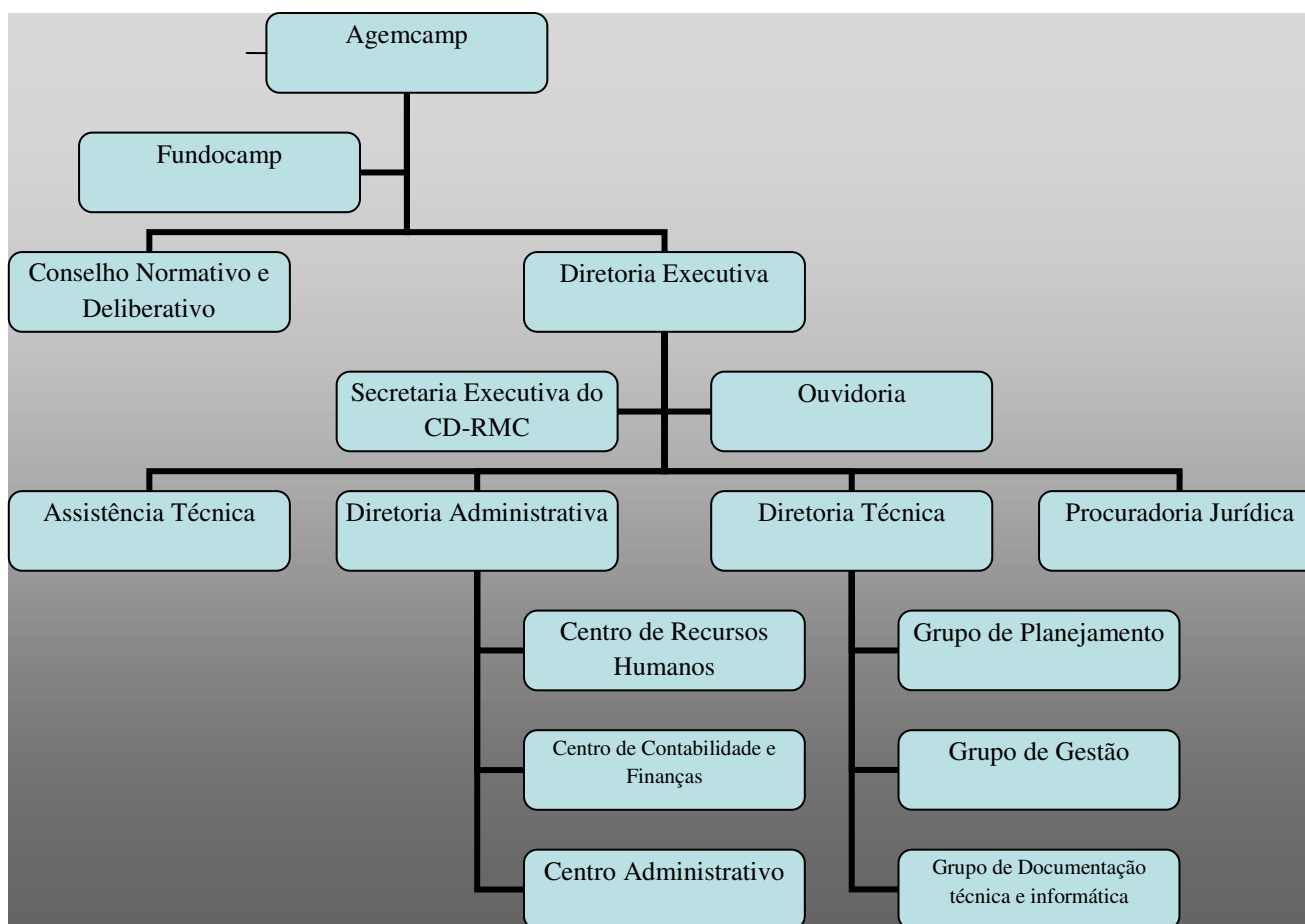 Agemcamp
Fundocamp
Conselho Normativo e
Deliberativo
Diretoria Executiva
Secretaria Executiva do
CD-RMC
Ouvidoria
Assistência Técnica
Diretoria Administrativa
Diretoria Técnica
Procuradoria Jurídica
Centro de Recursos
Humanos
Centro de Contabilidade e
Finanças
Centro Administrativo
Grupo de Planejamento
Grupo de Gestão
Grupo de Documentação
técnica e informática